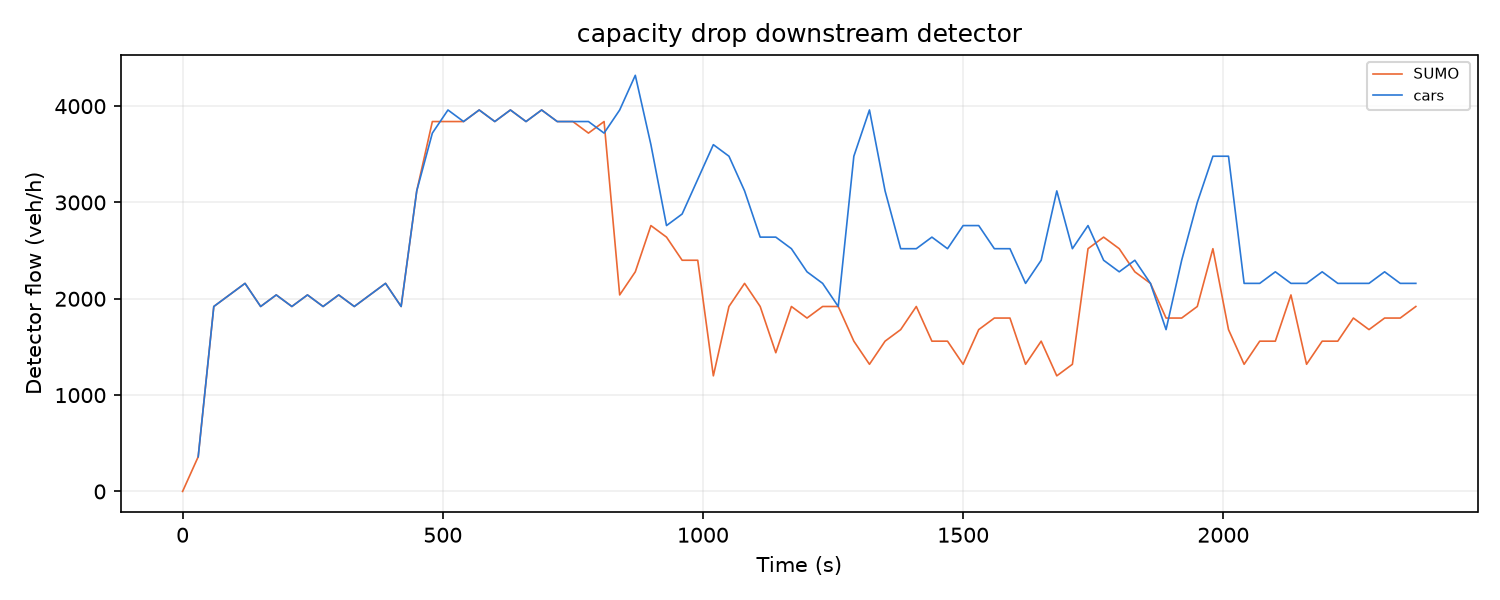 capacity drop downstream detector
SUMO
cars
Detector flow (veh/h)
4000
3000
2000
1000
0
0 500 1000 1500 2000
Time (s)